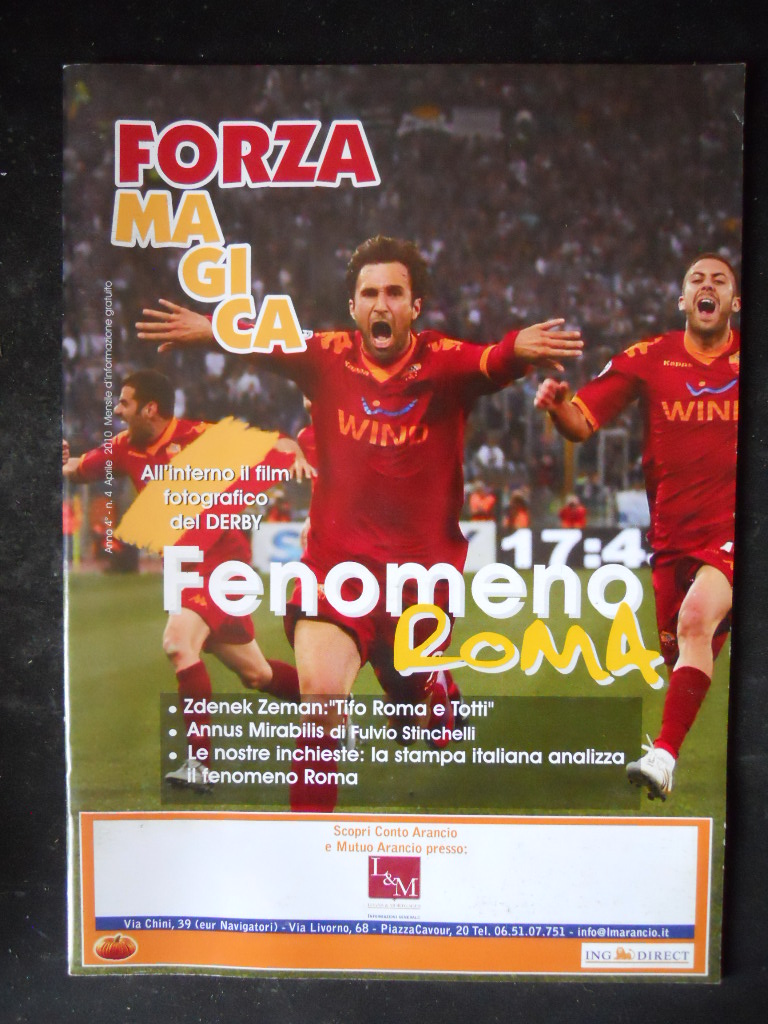 FORZA
MA
GI
CA
Anno 4° - n. 4 Aprile 2010 Mensile d'informazione gratuito
Kappa
Kappa
WIND
WIND
All'interno il film
fotografico
del DERBY
17:4
Fenomeno
ROMA
• Zdenek Zeman:"Tifo Roma e Totti"
• Annus Mirabilis di Fulvio Stinchelli
• Le nostre inchieste: la stampa italiana analizza
il fenomeno Roma
Scopri Conto Arancio
e Mutuo Arancio presso:
L&M
Via Chini, 39 (eur Navigatori) - Via Livorno, 68 - PiazzaCavour, 20 Tel. 06.51.07.751 - info@lmarancio.it
ING DIRECT